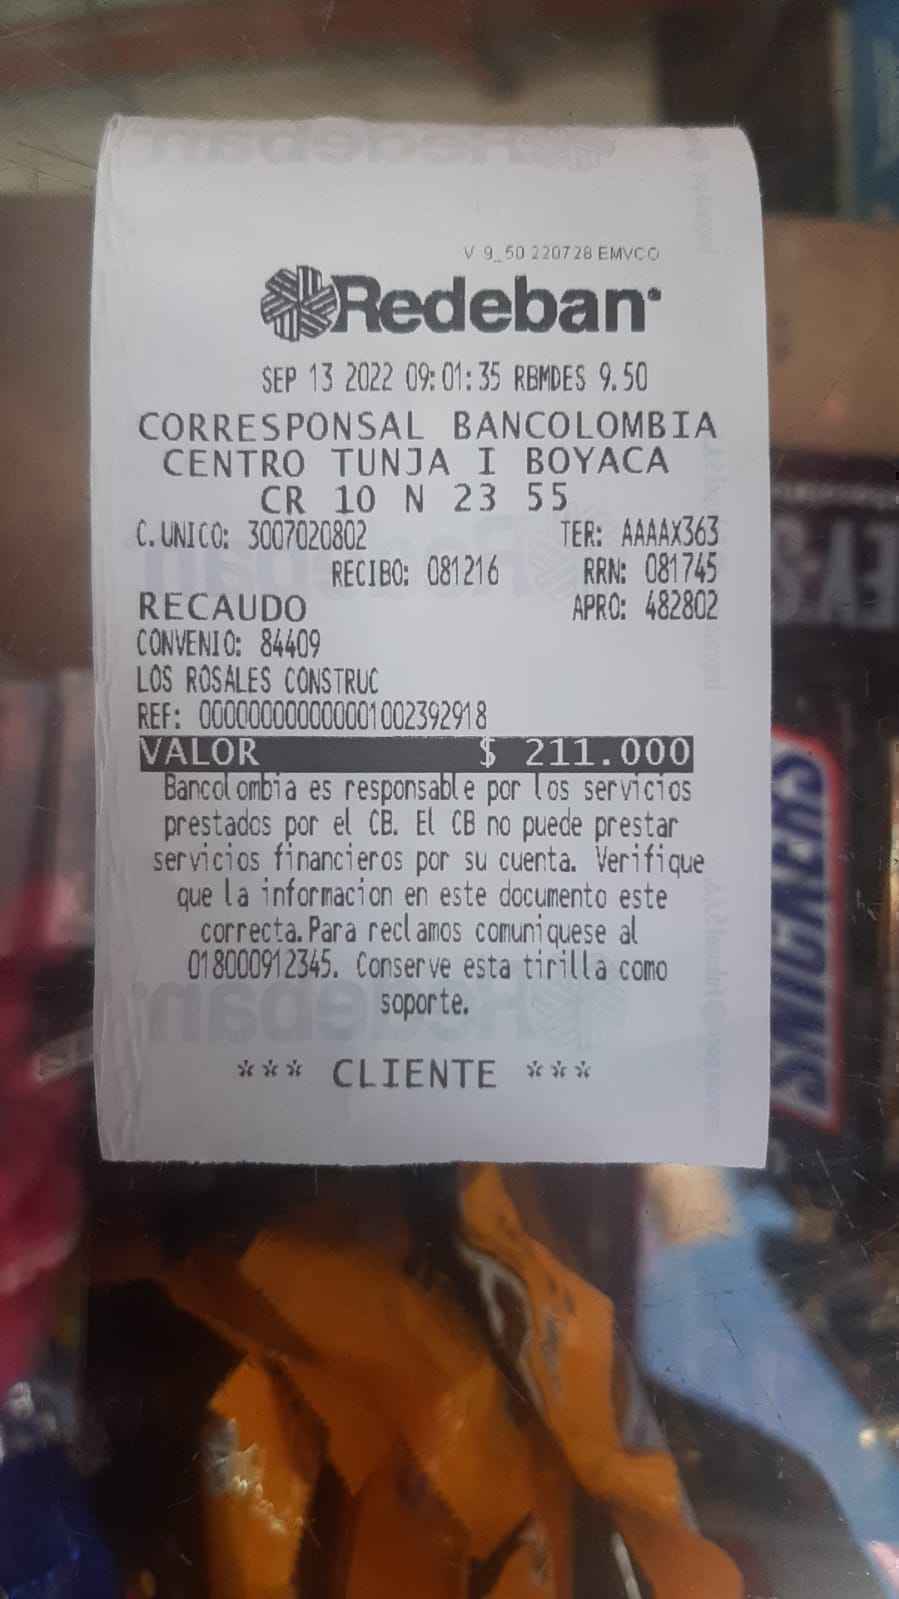 V 9_50 220728 EMVCO
Redeban
SEP 13 2022 09:01:35 RBMDES 9.50
CORRESPONSAL BANCOLOMBIA
CENTRO TUNJA I BOYACA
CR 10 N 23 55
C.UNICO: 3007020802 TER: AAAAX363
RECIBO: 081216 RRN: 081745
RECAUDO APRO: 482802
CONVENIO: 84409
LOS ROSALES CONSTRUC
REF: 000000000000001002392918
VALOR $ 211.000
Bancolombia es responsable por los servicios
prestados por el CB. El CB no puede prestar
servicios financieros por su cuenta. Verifique
que la informacion en este documento este
correcta.Para reclamos comuniquese al
018000912345. Conserve esta tirilla como
soporte.
*** CLIENTE ***
SNICKERS